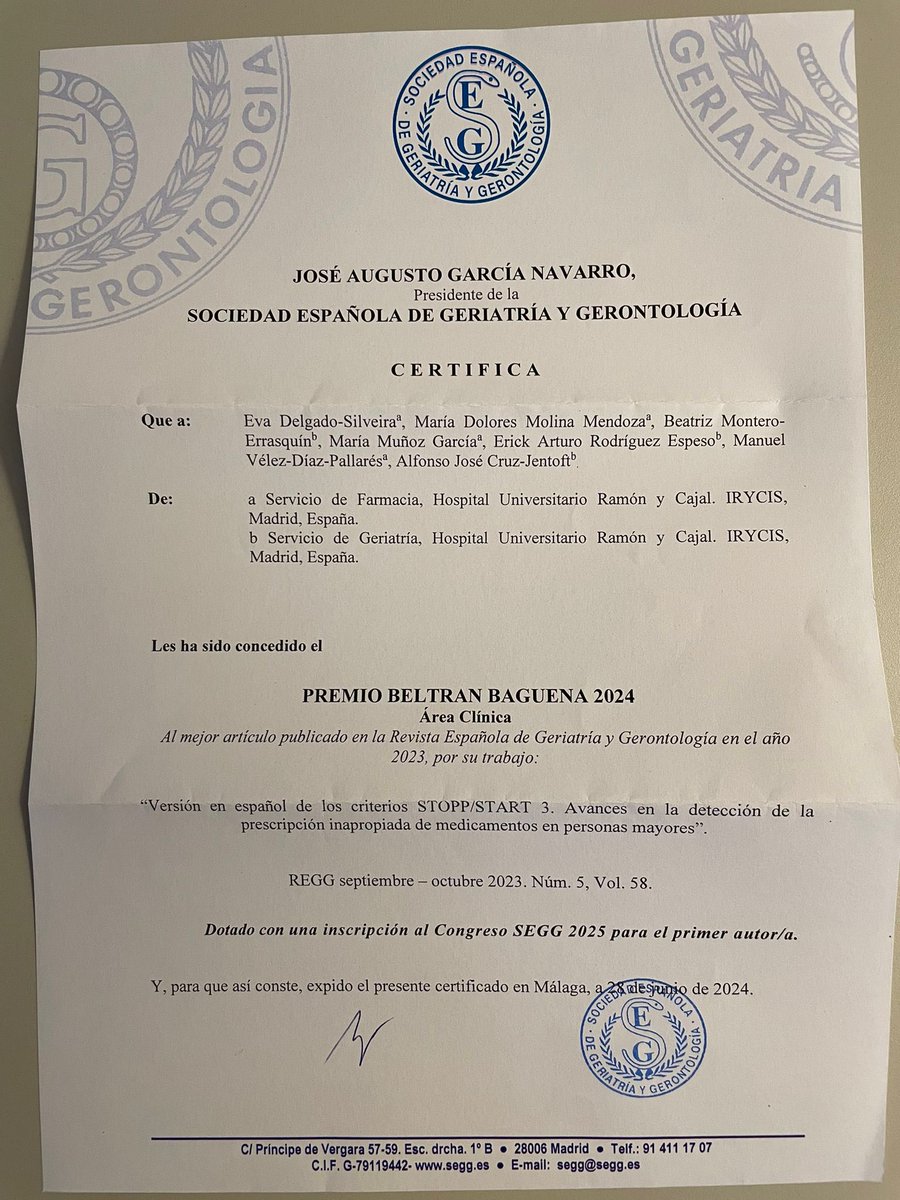 GERONTOLOGIA
GERIATRIA
G
SOCIEDAD ESPAÑOLA
DE GERIATRÍA Y GERONTOLOGÍA
E
S
G
JOSÉ AUGUSTO GARCÍA NAVARRO,
Presidente de la
SOCIEDAD ESPAÑOLA DE GERIATRÍA Y GERONTOLOGÍA
CERTIFICA
Que a: Eva Delgado-Silveiraª, María Dolores Molina Mendozaª, Beatriz Montero-
Errasquínᵇ, María Muñoz Garcíaª, Erick Arturo Rodríguez Espesoᵇ, Manuel
Vélez-Díaz-Pallarésª, Alfonso José Cruz-Jentoftᵇ.
De: a Servicio de Farmacia, Hospital Universitario Ramón y Cajal. IRYCIS,
Madrid, España.
b Servicio de Geriatría, Hospital Universitario Ramón y Cajal. IRYCIS,
Madrid, España.
Les ha sido concedido el
PREMIO BELTRAN BAGUENA 2024
Área Clínica
Al mejor artículo publicado en la Revista Española de Geriatría y Gerontología en el año
2023, por su trabajo:
“Versión en español de los criterios STOPP/START 3. Avances en la detección de la
prescripción inapropiada de medicamentos en personas mayores”.
REGG septiembre – octubre 2023. Núm. 5, Vol. 58.
Dotado con una inscripción al Congreso SEGG 2025 para el primer autor/a.
Y, para que así conste, expido el presente certificado en Málaga, a 28 de junio de 2024.
SOCIEDAD ESPAÑOLA
DE GERIATRÍA Y GERONTOLOGÍA
E
S
G
C/ Príncipe de Vergara 57-59. Esc. drcha. 1º B ● 28006 Madrid ● Telf.: 91 411 17 07
C.I.F. G-79119442- www.segg.es ● E-mail: segg@segg.es